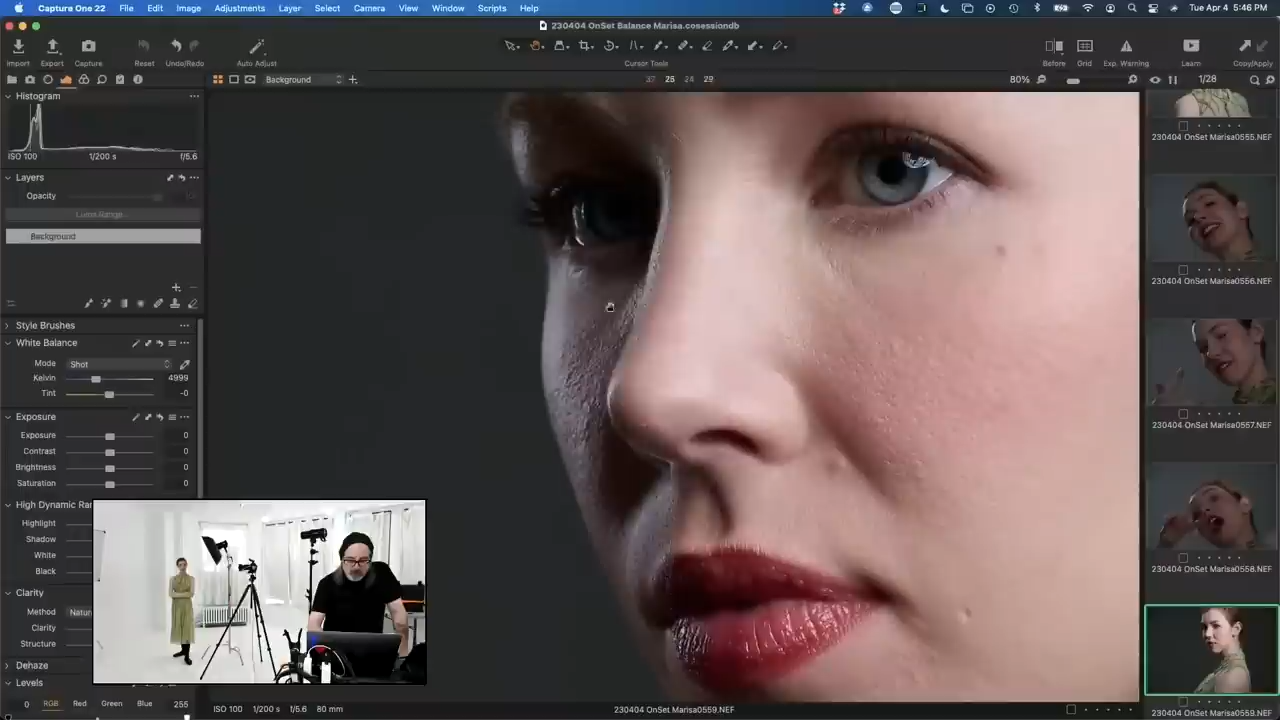 Capture One 22 File Edit Image Adjustments Layer Select Camera View Window Scripts Help Tue Apr 4 5:46 PM
230404 OnSet Balance Marisa.cosessiondb
Import Export Capture Reset Undo/Redo Auto Adjust Cursor Tools Before Grid Exp. Warning Learn Copy/Apply
Background 37 25 24 29 80% 1/28
Histogram
ISO 100 1/200 s f/5.6
Layers
Opacity
Luma Range...
Background
Style Brushes
White Balance
Mode Shot
Kelvin 4999
Tint -0
Exposure
Exposure 0
Contrast 0
Brightness 0
Saturation 0
High Dynamic Ra
Highlight
Shadow
White
Black
Clarity
Method Natur
Clarity
Structure
Dehaze
Levels
0 RGB Red Green Blue 255
ISO 100 1/200 s f/5.6 80 mm 230404 OnSet Marisa0559.NEF
230404 OnSet Marisa0555.NEF
230404 OnSet Marisa0556.NEF
230404 OnSet Marisa0557.NEF
230404 OnSet Marisa0558.NEF
230404 OnSet Marisa0559.NEF